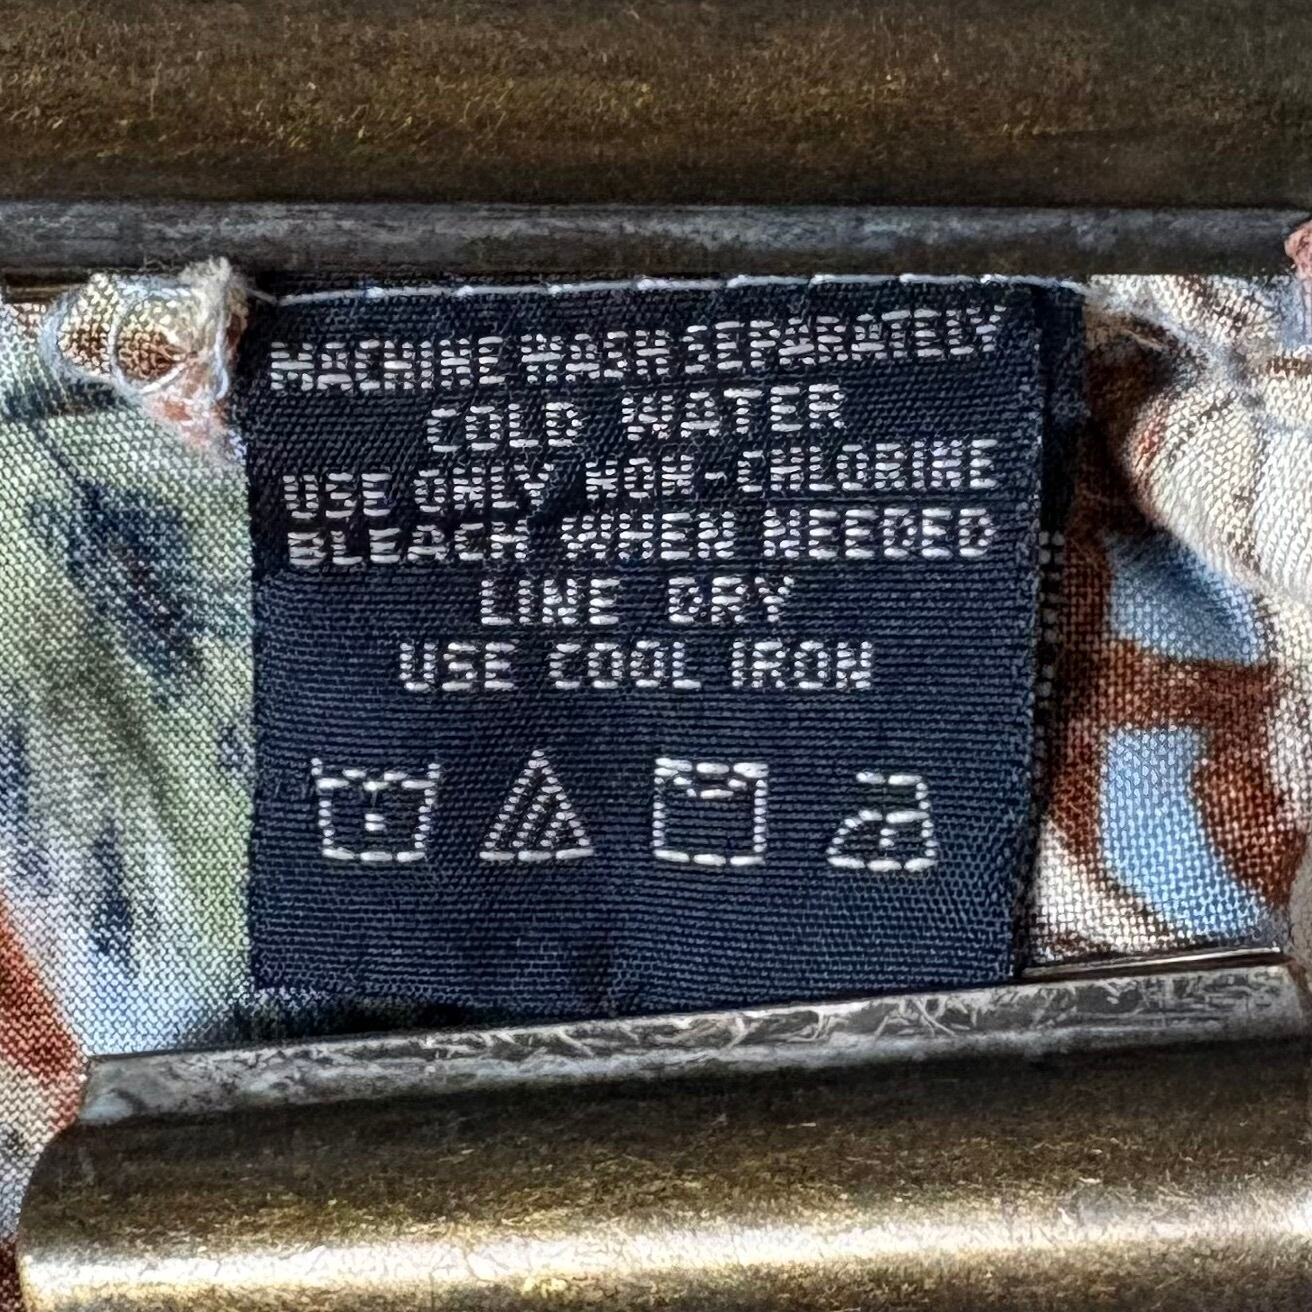 MACHINE WASH SEPARATELY
COLD WATER
USE ONLY NON-CHLORINE
BLEACH WHEN NEEDED
LINE DRY
USE COOL IRON